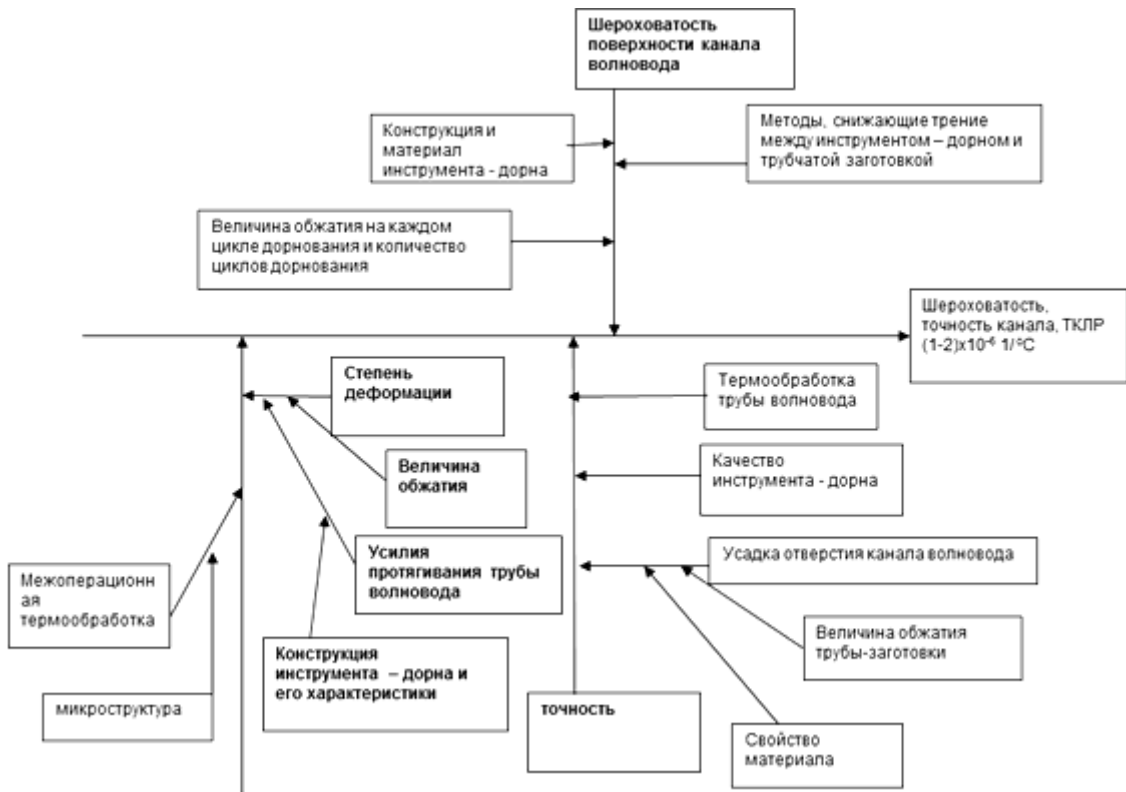 Шероховатость
поверхности канала
волновода
Конструкция и
материал
инструмента - дорна
Методы, снижающие трение
между инструментом – дорном и
трубчатой заготовкой
Величина обжатия на каждом
цикле дорнования и количество
циклов дорнования
Шероховатость,
точность канала, ТКЛР
(1-2)х10⁻⁶ 1/°С
Степень
деформации
Термообработка
трубы волновода
Величина
обжатия
Качество
инструмента - дорна
Усилия
протягивания трубы
волновода
Усадка отверстия канала волновода
Межоперационн
ая
термообработка
Величина обжатия
трубы-заготовки
Конструкция
инструмента – дорна и
его характеристики
микроструктура
точность
Свойство
материала